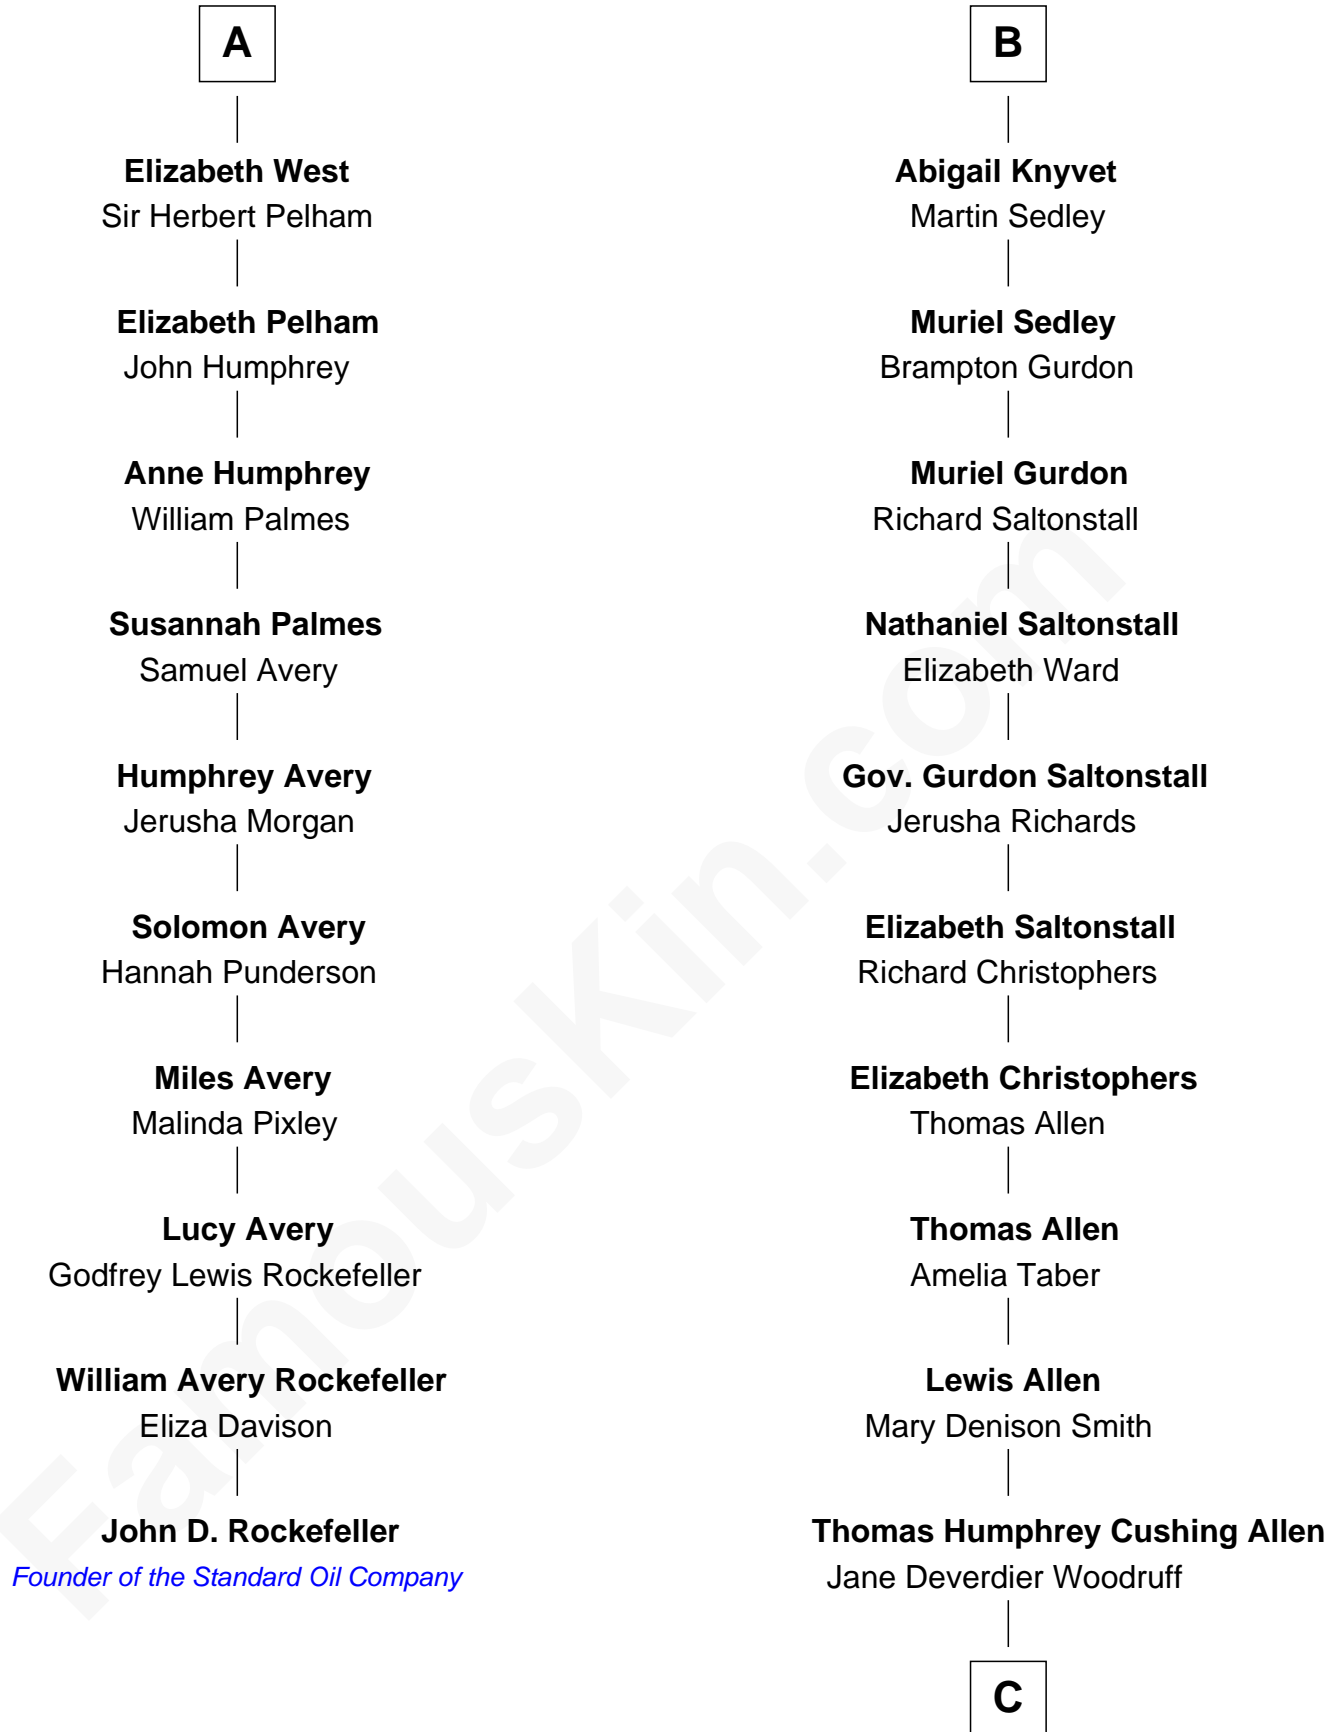 A
Elizabeth West
Sir Herbert Pelham
Elizabeth Pelham
John Humphrey
Anne Humphrey
William Palmes
Susannah Palmes
Samuel Avery
Humphrey Avery
Jerusha Morgan
Solomon Avery
Hannah Punderson
Miles Avery
Malinda Pixley
Lucy Avery
Godfrey Lewis Rockefeller
William Avery Rockefeller
Eliza Davison
John D. Rockefeller
Founder of the Standard Oil Company
B
Abigail Knyvet
Martin Sedley
Muriel Sedley
Brampton Gurdon
Muriel Gurdon
Richard Saltonstall
Nathaniel Saltonstall
Elizabeth Ward
Gov. Gurdon Saltonstall
Jerusha Richards
Elizabeth Saltonstall
Richard Christophers
Elizabeth Christophers
Thomas Allen
Thomas Allen
Amelia Taber
Lewis Allen
Mary Denison Smith
Thomas Humphrey Cushing Allen
Jane Deverdier Woodruff
C
FamousKin.com